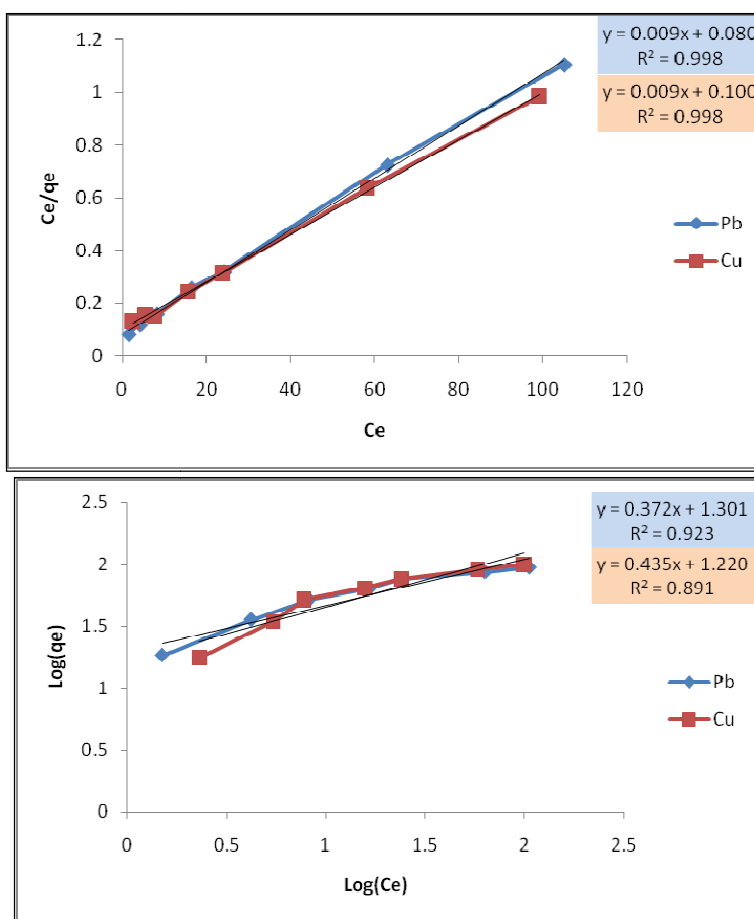 y = 0.009x + 0.080
R² = 0.998
y = 0.009x + 0.100
R² = 0.998
1.2
1
0.8
0.6
0.4
0.2
0
Ce/qe
0 20 40 60 80 100 120
Ce
Pb
Cu
y = 0.372x + 1.301
R² = 0.923
y = 0.435x + 1.220
R² = 0.891
2.5
2
1.5
1
0.5
0
Log(qe)
0 0.5 1 1.5 2 2.5
Log(Ce)
Pb
Cu